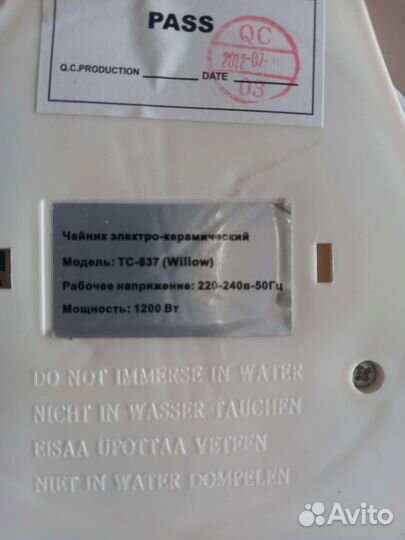 PASS
QC
2012-07-
03
Q.C.PRODUCTION DATE
Чайник электро-керамический
Модель: TC-837 (Willow)
Рабочее напряжение: 220-240в-50Гц
Мощность: 1200 Вт
DO NOT IMMERSE IN WATER
NICHT IN WASSER TAUCHEN
EISAA UPOTTAA VETEEN
NIET IN WATER DOMPELEN
Avito